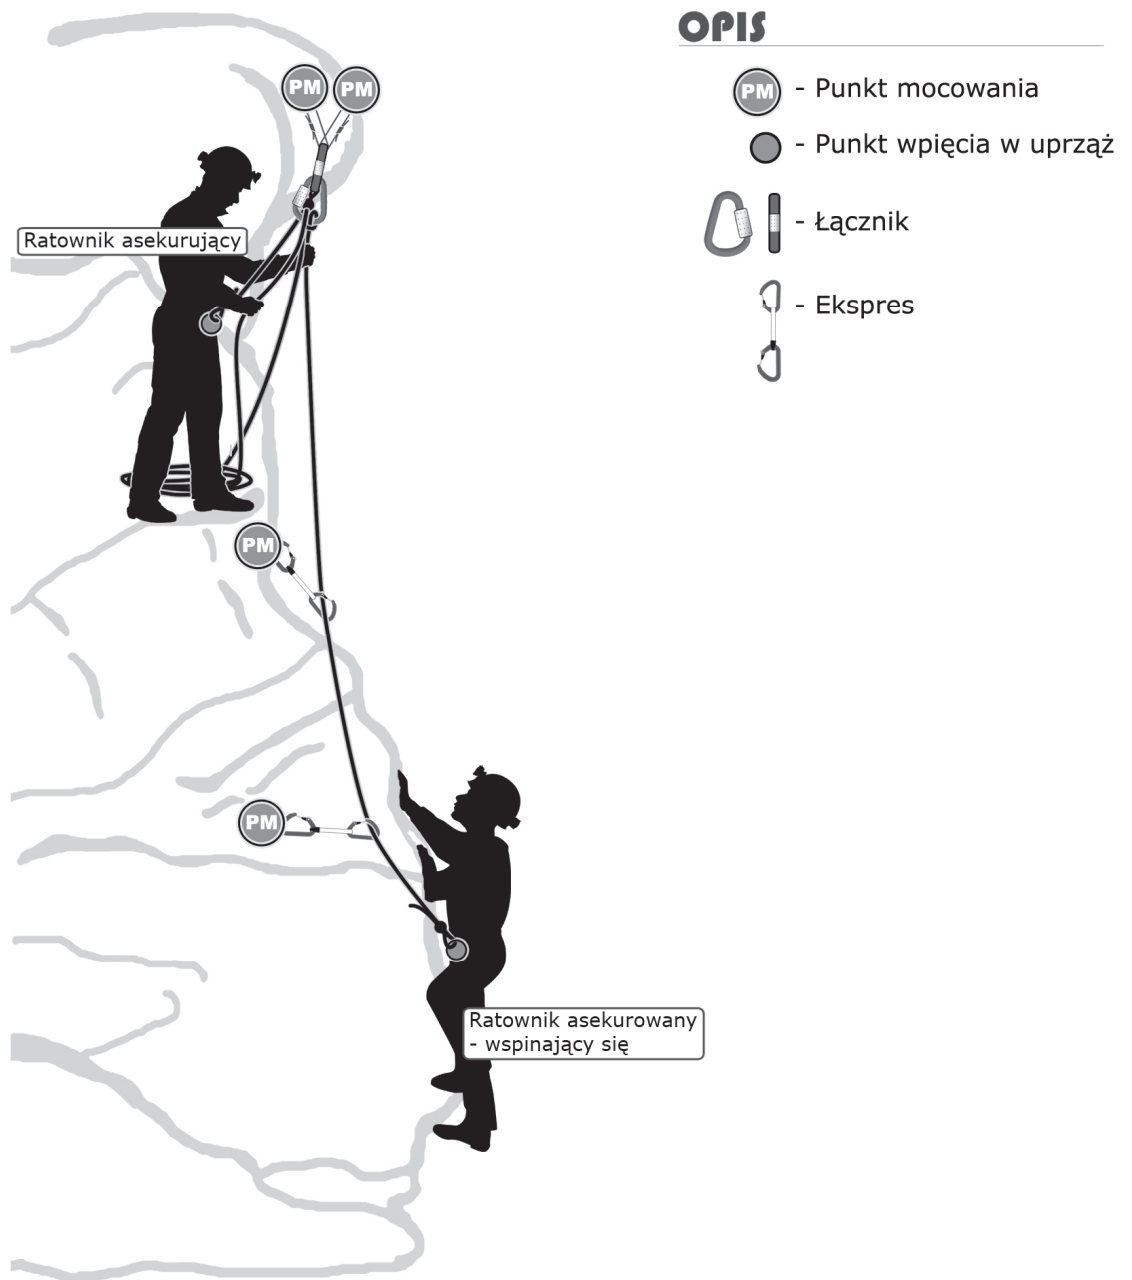 OPIS
PM PM
PM - Punkt mocowania
- Punkt wpięcia w uprząż
- Łącznik
- Ekspres
Ratownik asekurujący
PM
PM
Ratownik asekurowany
- wspinający się